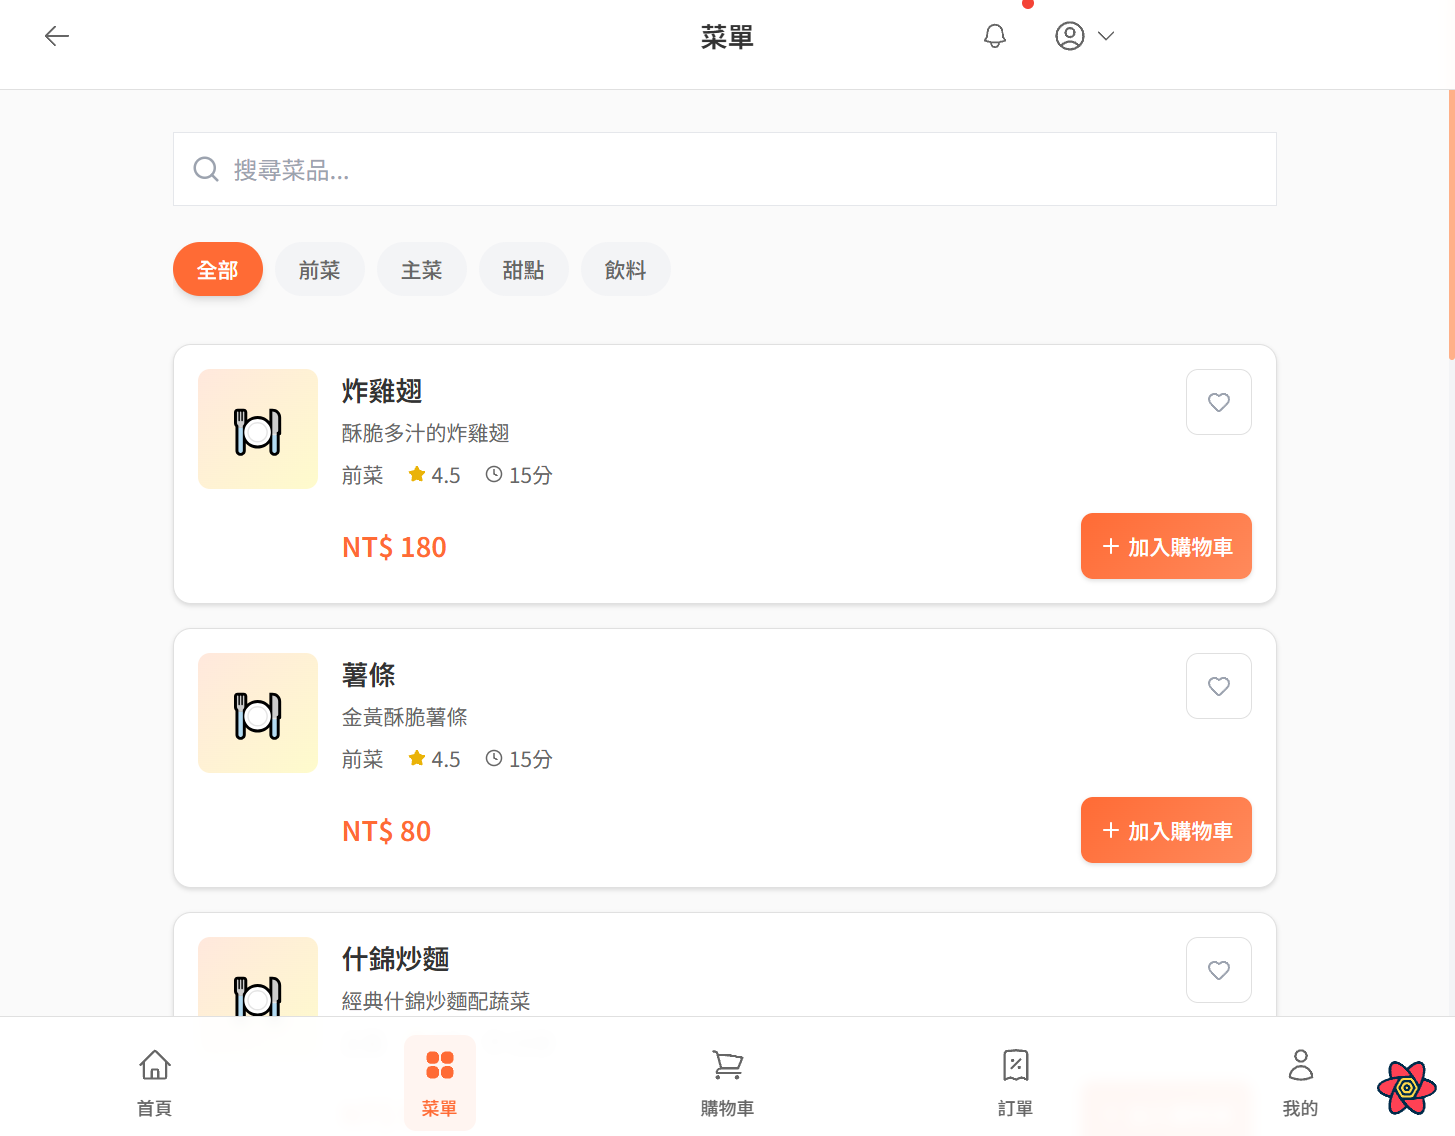 菜單
搜尋菜品...
全部 前菜 主菜 甜點 飲料
炸雞翅
酥脆多汁的炸雞翅
前菜 4.5 15分
NT$ 180
加入購物車
薯條
金黃酥脆薯條
前菜 4.5 15分
NT$ 80
加入購物車
什錦炒麵
經典什錦炒麵配蔬菜
首頁 菜單 購物車 訂單 我的